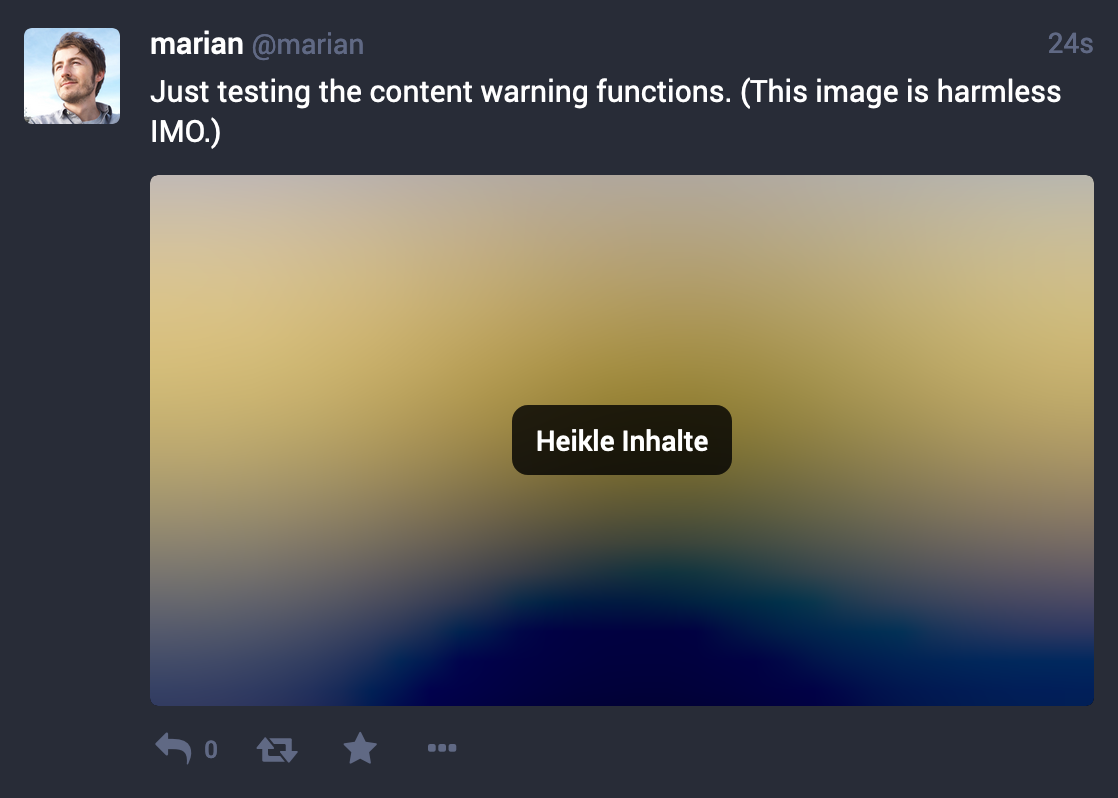 marian @marian 24s
Just testing the content warning functions. (This image is harmless
IMO.)
Heikle Inhalte
0